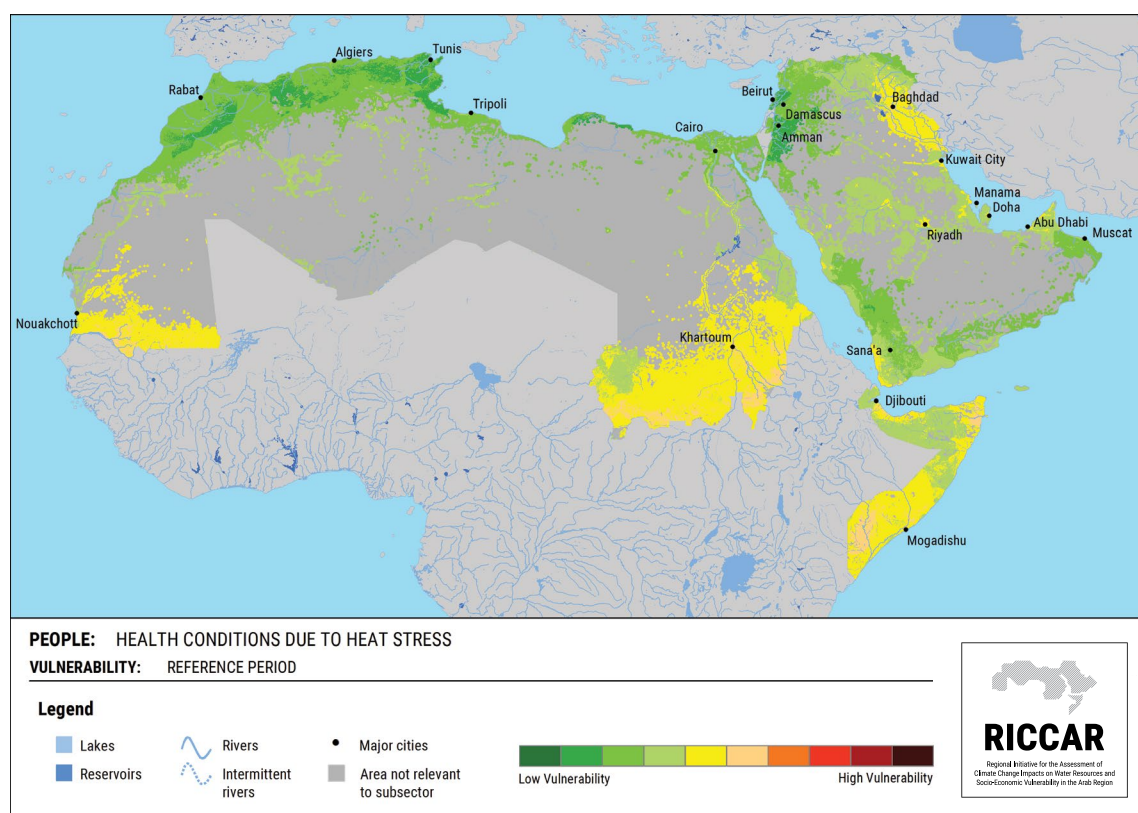 Algiers
Tunis
Rabat
Tripoli
Beirut
Damascus
Amman
Baghdad
Cairo
Kuwait City
Manama
Doha
Abu Dhabi
Muscat
Riyadh
Nouakchott
Khartoum
Sana'a
Djibouti
Mogadishu
PEOPLE: HEALTH CONDITIONS DUE TO HEAT STRESS
VULNERABILITY: REFERENCE PERIOD
Legend
Lakes
Reservoirs
Rivers
Intermittent
rivers
Major cities
Area not relevant
to subsector
Low Vulnerability
High Vulnerability
RICCAR
Regional Initiative for the Assessment of
Climate Change Impacts on Water Resources and
Socio-Economic Vulnerability in the Arab Region